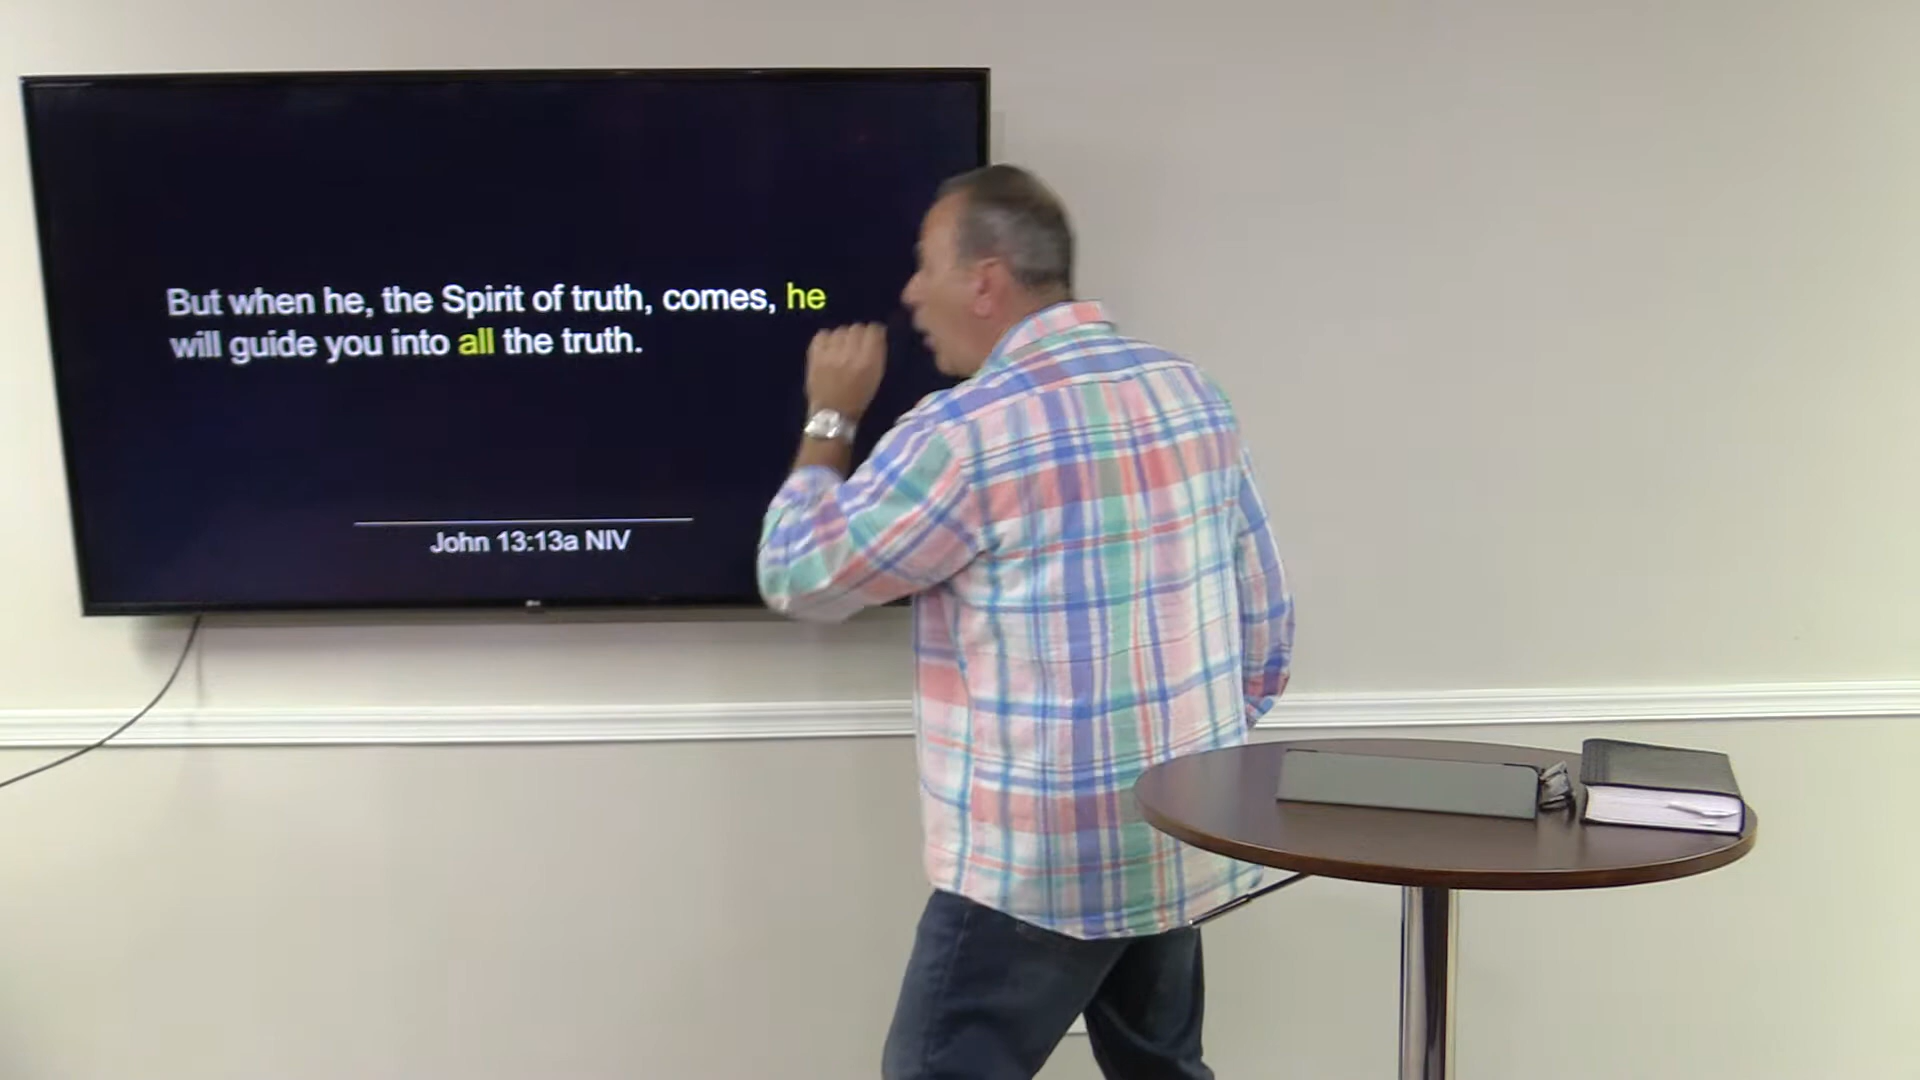 But when he, the Spirit of truth, comes, he
will guide you into all the truth.
John 13:13a NIV